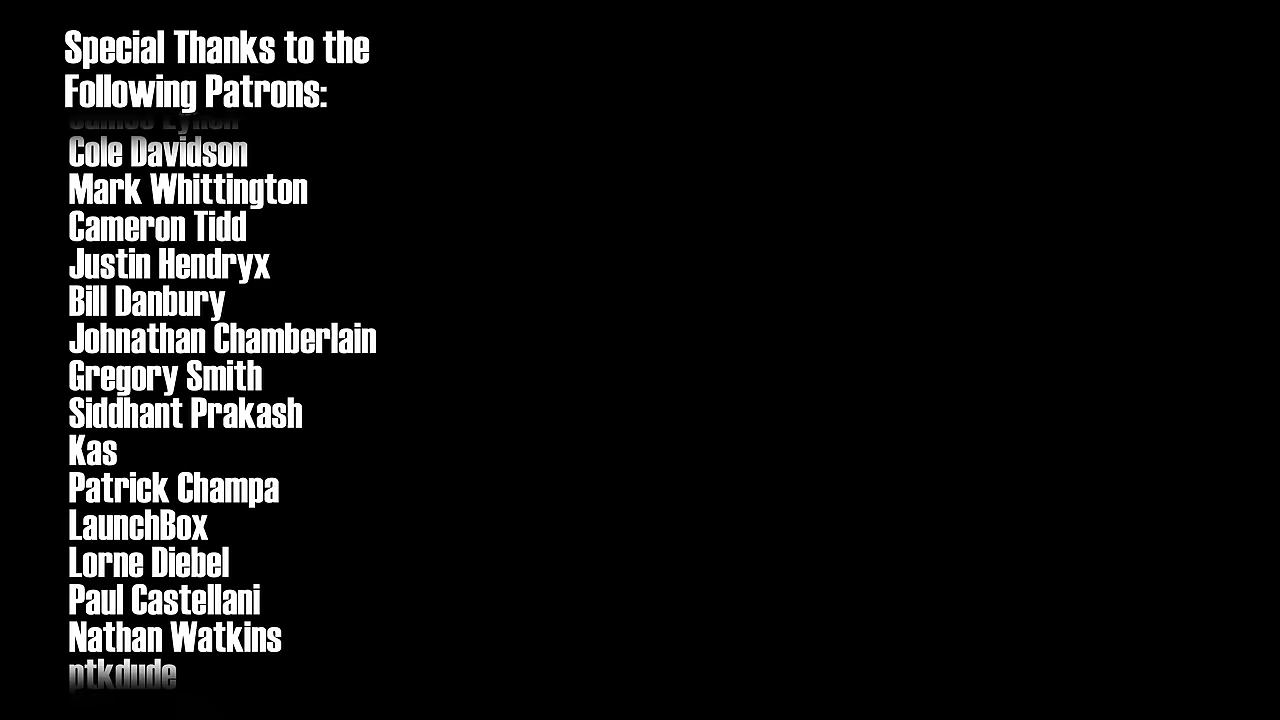 Special Thanks to the
Following Patrons:
Cole Davidson
Mark Whittington
Cameron Tidd
Justin Hendryx
Bill Danbury
Johnathan Chamberlain
Gregory Smith
Siddhant Prakash
Kas
Patrick Champa
LaunchBox
Lorne Diebel
Paul Castellani
Nathan Watkins
ptkdude